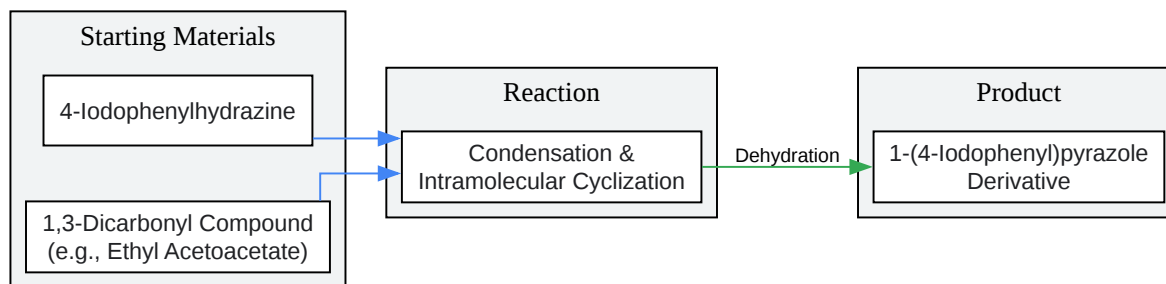 Starting Materials
4-Iodophenylhydrazine
1,3-Dicarbonyl Compound
(e.g., Ethyl Acetoacetate)
Reaction
Condensation &
Intramolecular Cyclization
Dehydration
Product
1-(4-Iodophenyl)pyrazole
Derivative